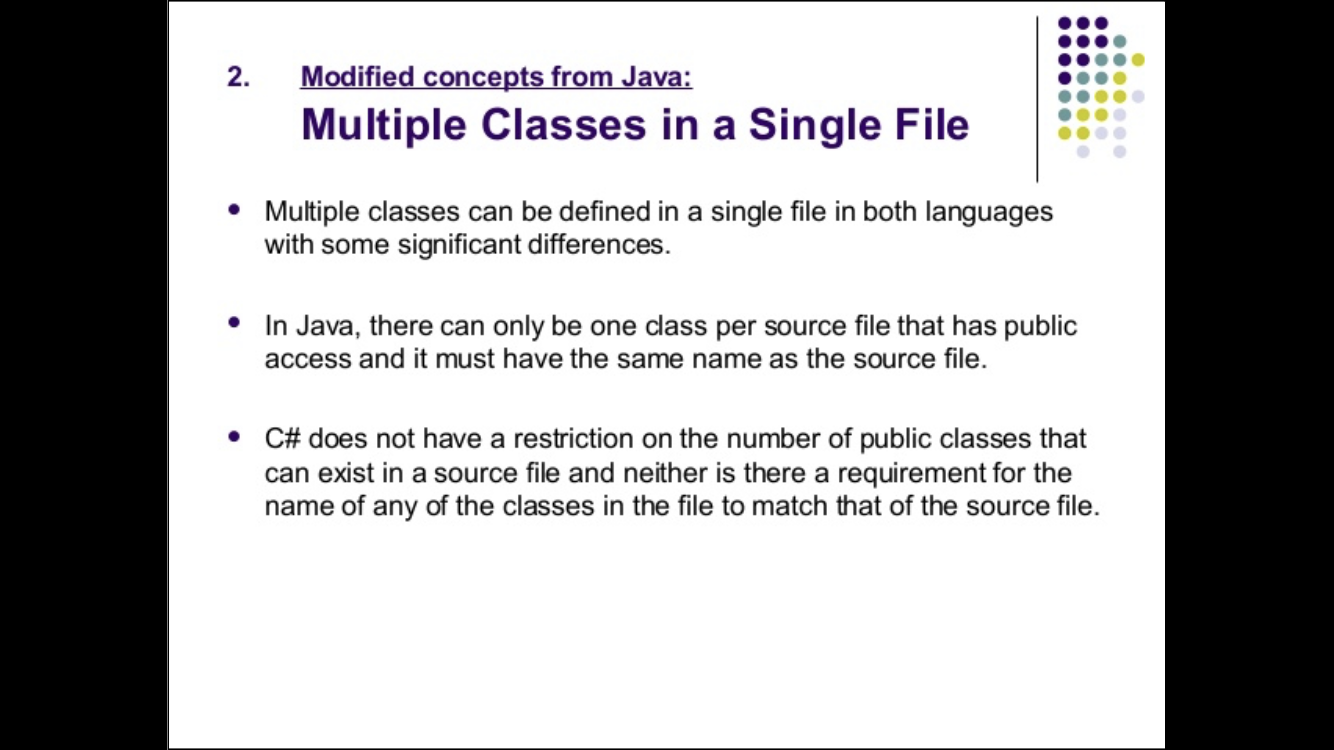 2. Modified concepts from Java:
Multiple Classes in a Single File
• Multiple classes can be defined in a single file in both languages
with some significant differences.
• In Java, there can only be one class per source file that has public
access and it must have the same name as the source file.
• C# does not have a restriction on the number of public classes that
can exist in a source file and neither is there a requirement for the
name of any of the classes in the file to match that of the source file.